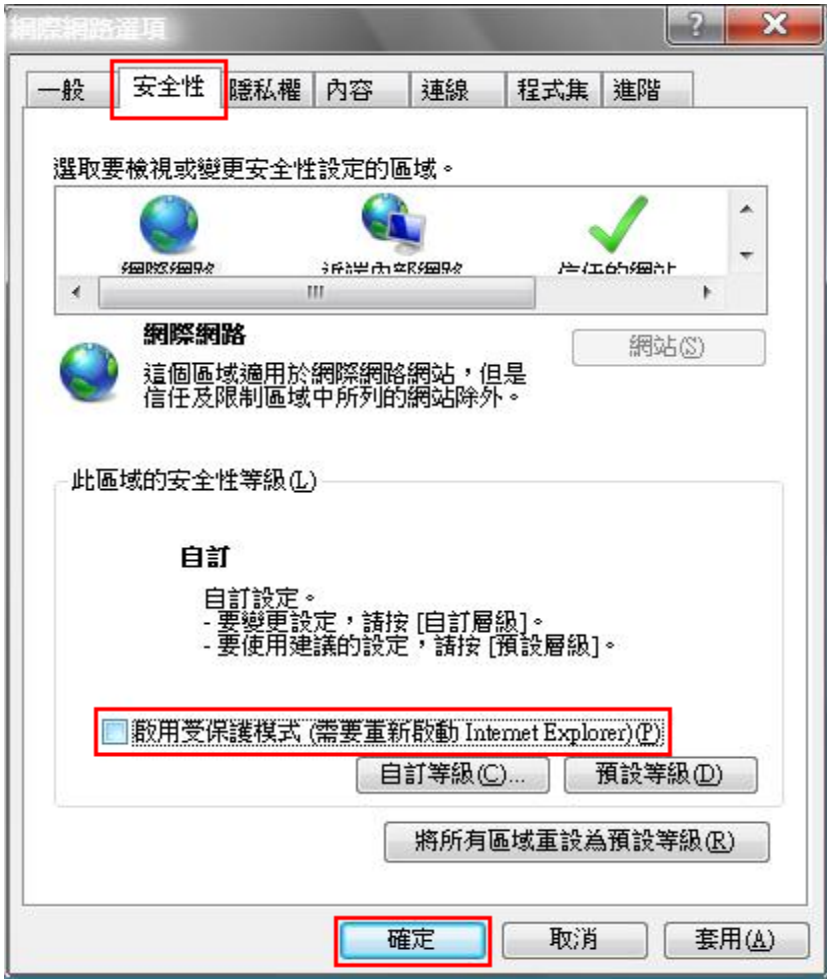 網際網路選項
一般 安全性 隱私權 內容 連線 程式集 進階
選取要檢視或變更安全性設定的區域。
網際網路 近端內部網路 信任的網站
網際網路
網站(S)
這個區域適用於網際網路網站，但是
信任及限制區域中所列的網站除外。
此區域的安全性等級(L)
自訂
自訂設定。
- 要變更設定，請按 [自訂層級]。
- 要使用建議的設定，請按 [預設層級]。
啟用受保護模式 (需要重新啟動 Internet Explorer)(P)
自訂等級(C)... 預設等級(D)
將所有區域重設為預設等級(R)
確定 取消 套用(A)